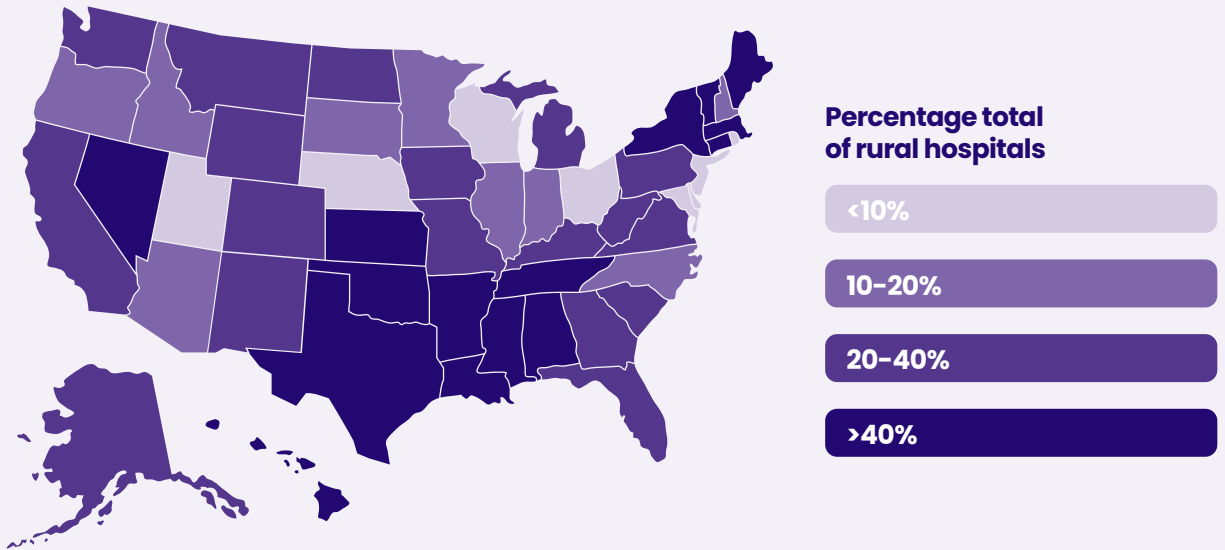 Percentage total
of rural hospitals
<10%
10-20%
20-40%
>40%